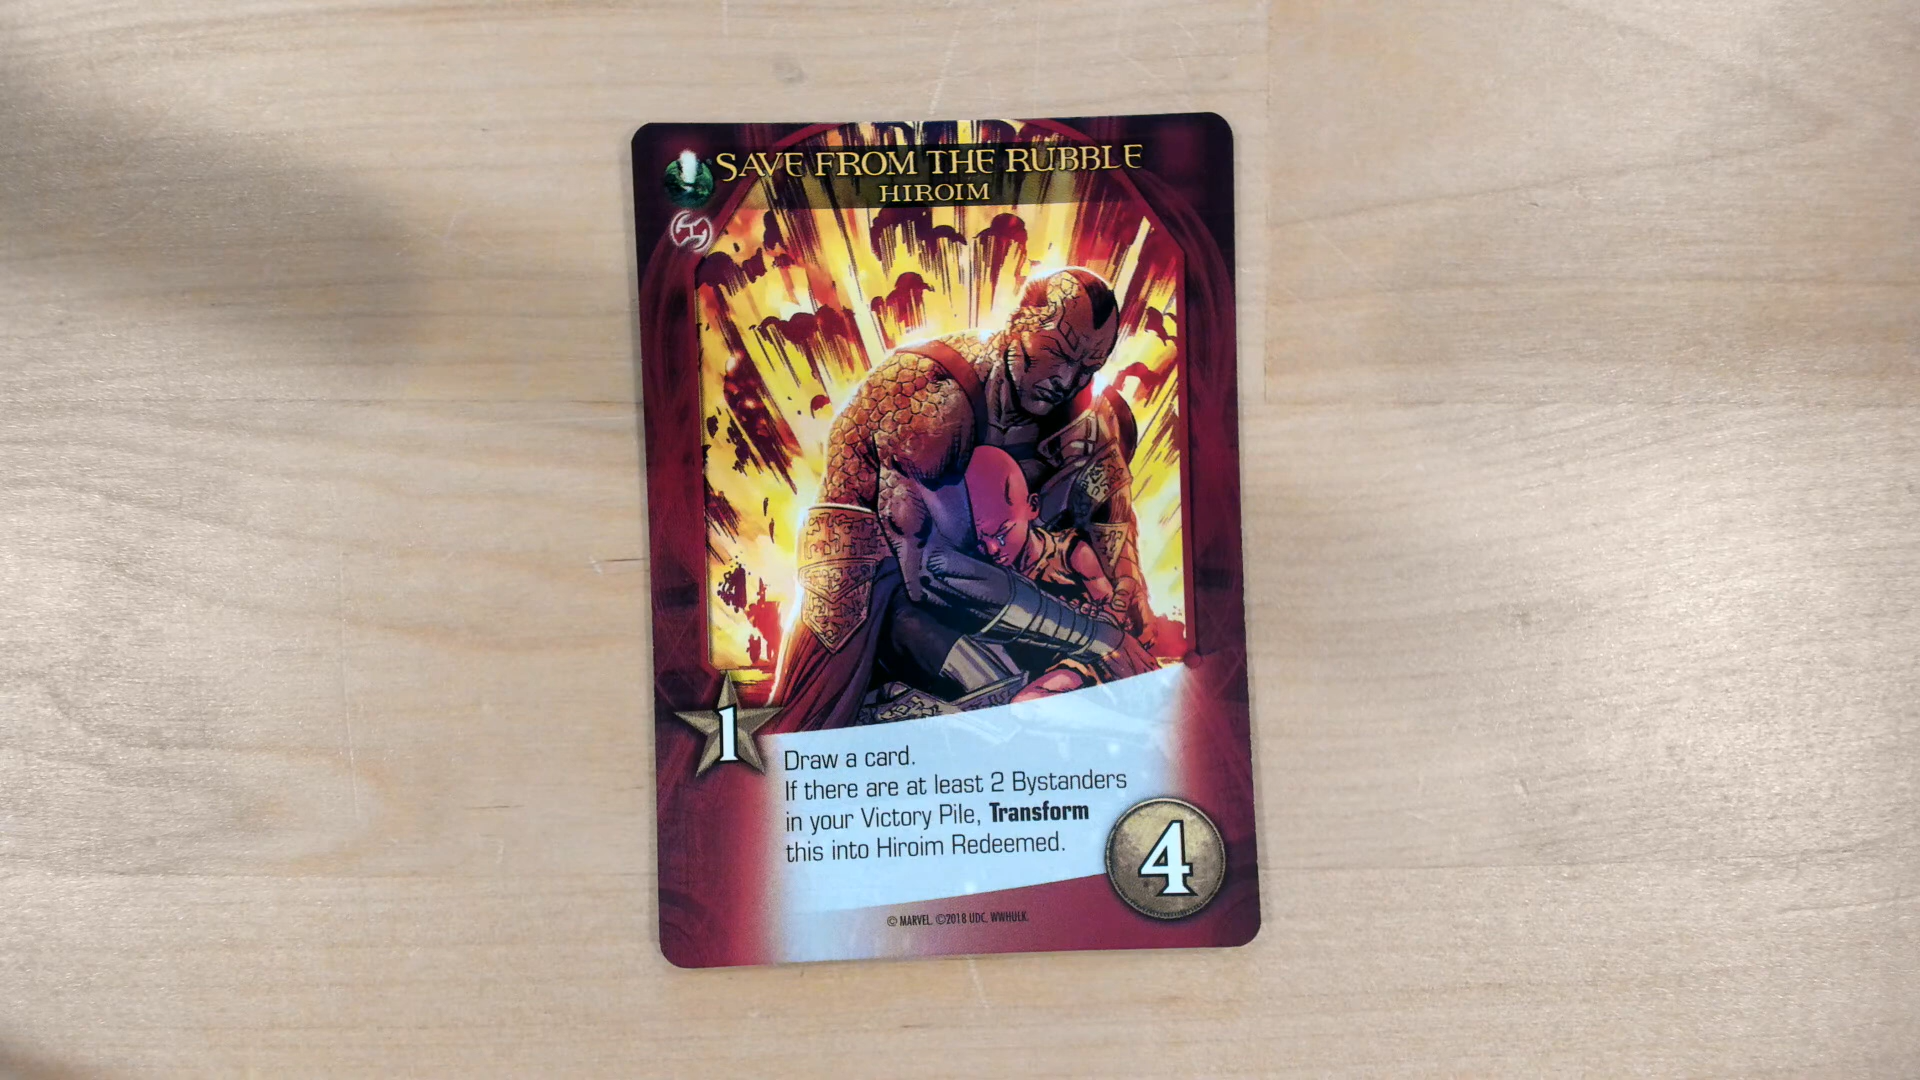 SAVE FROM THE RUBBLE
HIROIM
1
Draw a card.
If there are at least 2 Bystanders
in your Victory Pile, Transform
this into Hiroim Redeemed.
4
© MARVEL. ©2018 UDC. WWHULK.